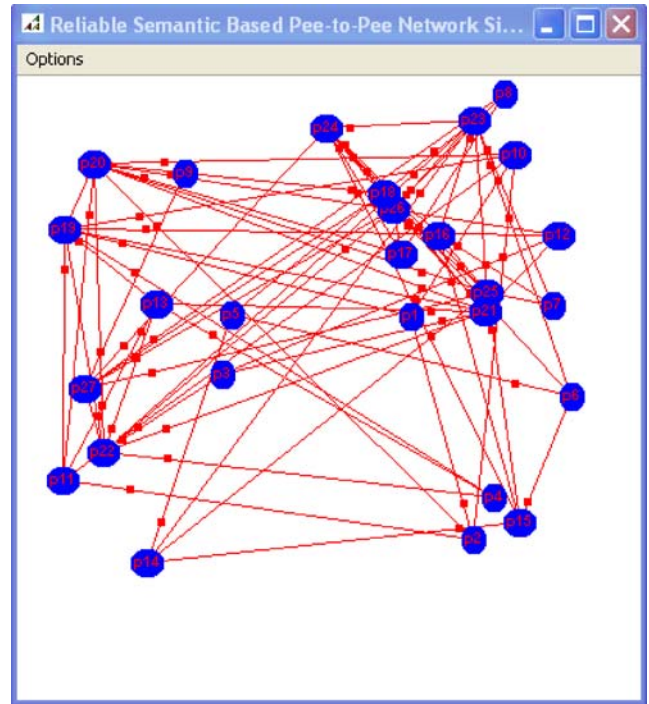 Reliable Semantic Based Pee-to-Pee Network Si...
Options
p8
p23
p24
p10
p20
p9
p18
p26
p19
p16
p12
p17
p25
p13
p7
p21
p5
p1
p3
p27
p6
p22
p11
p4
p15
p2
p14